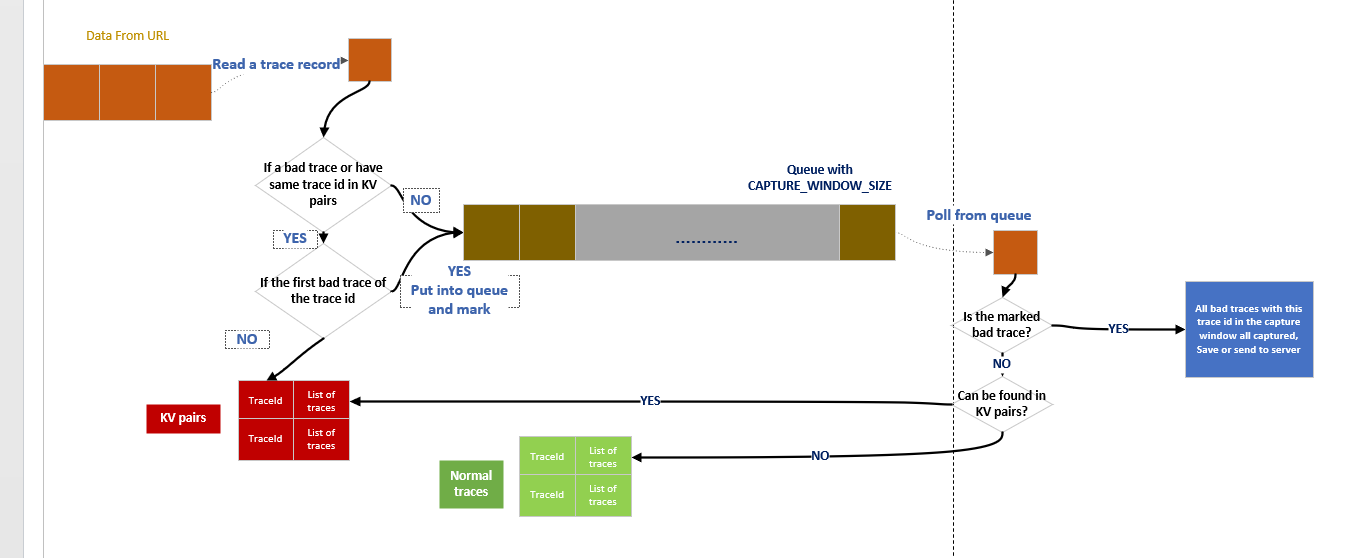 Data From URL
Read a trace record
If a bad trace or have
same trace id in KV
pairs
NO
YES
If the first bad trace of
the trace id
YES
Put into queue
and mark
NO
Queue with
CAPTURE_WINDOW_SIZE
............
Poll from queue
Is the marked
bad trace?
YES
All bad traces with this
trace id in the capture
window all captured,
Save or send to server
NO
Can be found in
KV pairs?
YES
NO
KV pairs
TraceId
List of
traces
TraceId
List of
traces
Normal
traces
TraceId
List of
traces
TraceId
List of
traces